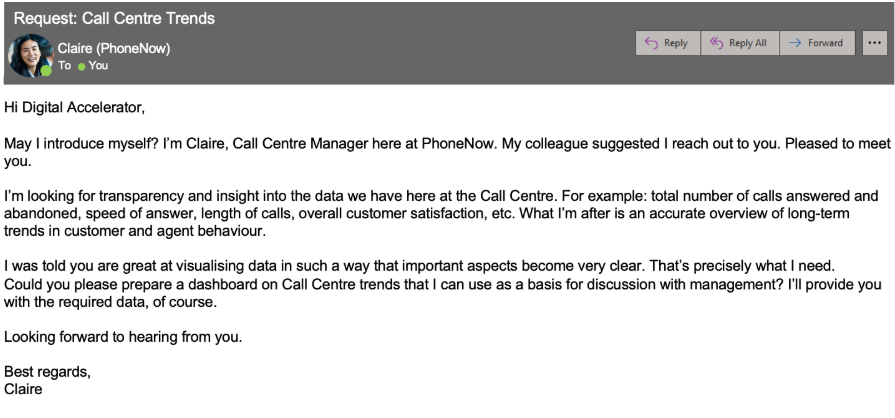 Request: Call Centre Trends
Claire (PhoneNow)
To You
Reply
Reply All
Forward
Hi Digital Accelerator,
May I introduce myself? I'm Claire, Call Centre Manager here at PhoneNow. My colleague suggested I reach out to you. Pleased to meet
you.
I'm looking for transparency and insight into the data we have here at the Call Centre. For example: total number of calls answered and
abandoned, speed of answer, length of calls, overall customer satisfaction, etc. What I'm after is an accurate overview of long-term
trends in customer and agent behaviour.
I was told you are great at visualising data in such a way that important aspects become very clear. That's precisely what I need.
Could you please prepare a dashboard on Call Centre trends that I can use as a basis for discussion with management? I'll provide you
with the required data, of course.
Looking forward to hearing from you.
Best regards,
Claire